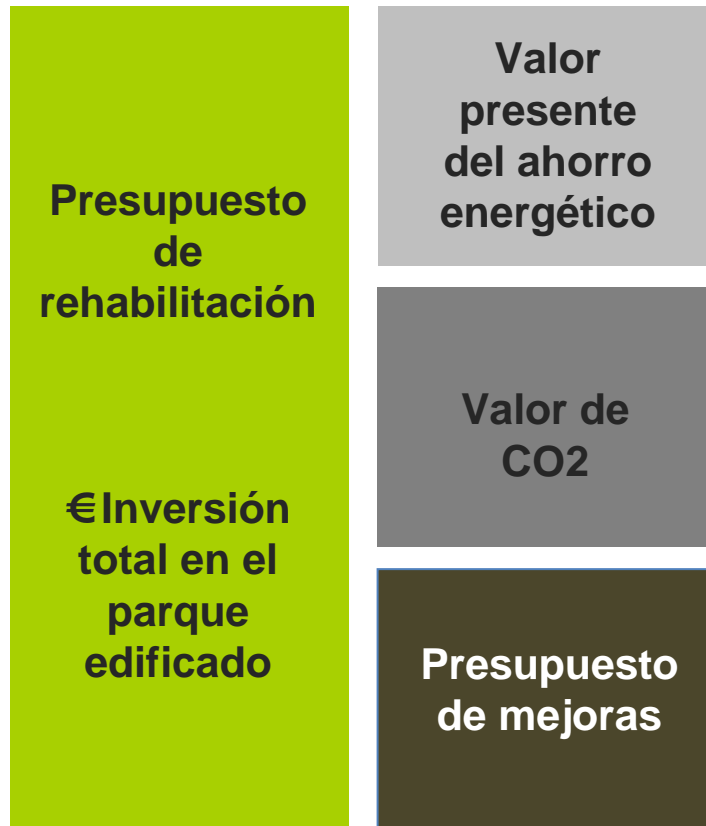 Presupuesto
de
rehabilitación
€Inversión
total en el
parque
edificado
Valor
presente
del ahorro
energético
Valor de
CO2
Presupuesto
de mejoras